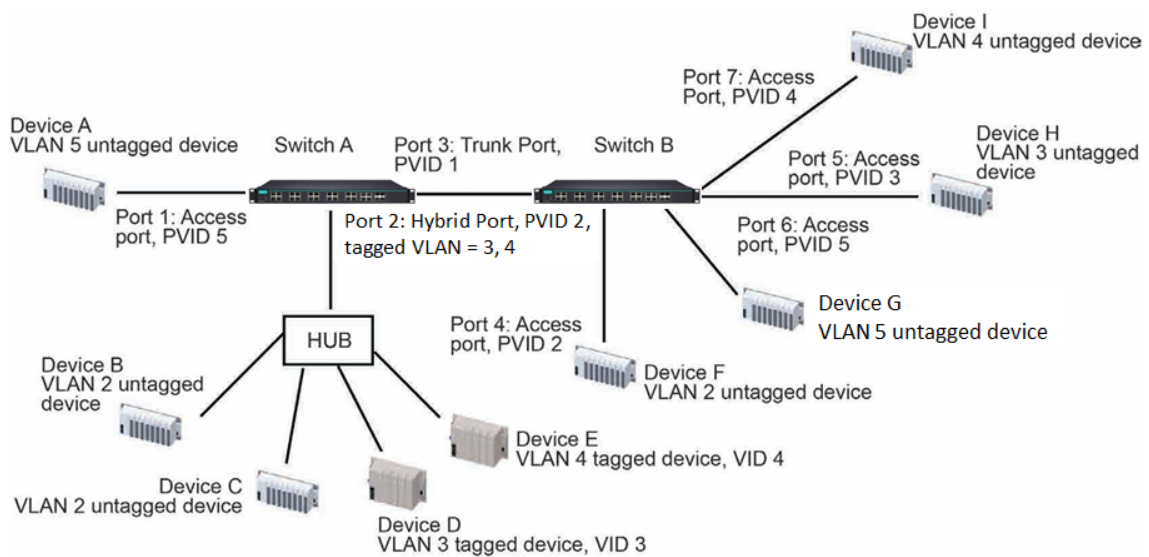 Device I
VLAN 4 untagged device
Port 7: Access
Port, PVID 4
Device A
VLAN 5 untagged device
Switch A
Port 3: Trunk Port,
PVID 1
Switch B
Device H
VLAN 3 untagged
device
Port 5: Access
port, PVID 3
Port 1: Access
port, PVID 5
Port 2: Hybrid Port, PVID 2,
tagged VLAN = 3, 4
Port 6: Access
port, PVID 5
Device G
VLAN 5 untagged device
HUB
Port 4: Access
port, PVID 2
Device B
VLAN 2 untagged
device
Device F
VLAN 2 untagged device
Device E
VLAN 4 tagged device, VID 4
Device C
VLAN 2 untagged device
Device D
VLAN 3 tagged device, VID 3